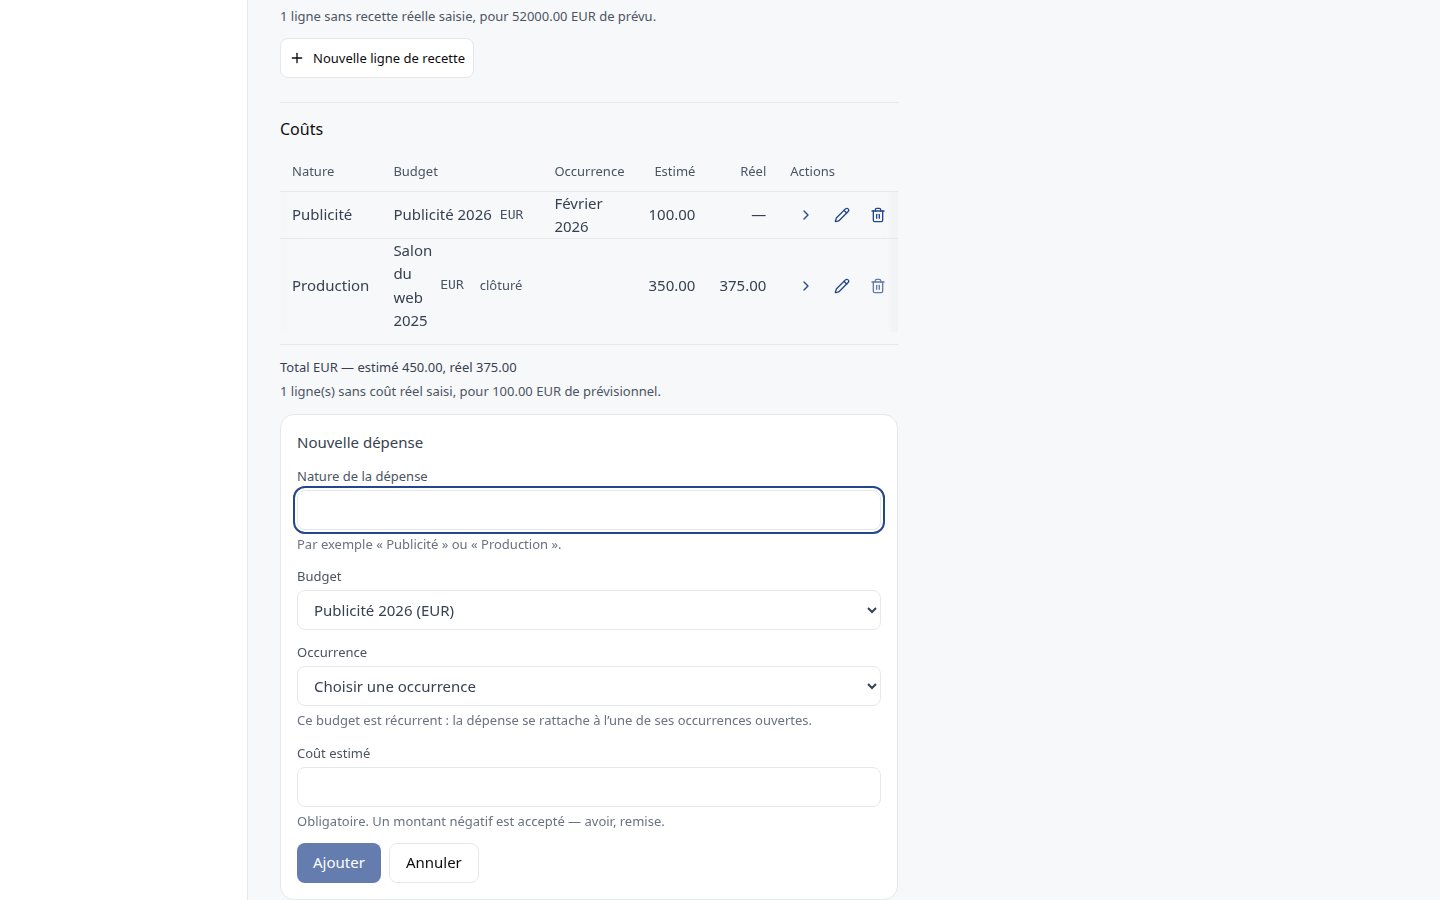 1 ligne sans recette réelle saisie, pour 52000.00 EUR de prévu.
Nouvelle ligne de recette
Coûts
Nature Budget Occurrence Estimé Réel Actions
Publicité Publicité 2026 EUR Février 2026 100.00 —
Production Salon du web 2025 EUR clôturé 350.00 375.00
Total EUR — estimé 450.00, réel 375.00
1 ligne(s) sans coût réel saisi, pour 100.00 EUR de prévisionnel.
Nouvelle dépense
Nature de la dépense
Par exemple « Publicité » ou « Production ».
Budget
Publicité 2026 (EUR)
Occurrence
Choisir une occurrence
Ce budget est récurrent : la dépense se rattache à l’une de ses occurrences ouvertes.
Coût estimé
Obligatoire. Un montant négatif est accepté — avoir, remise.
Ajouter Annuler